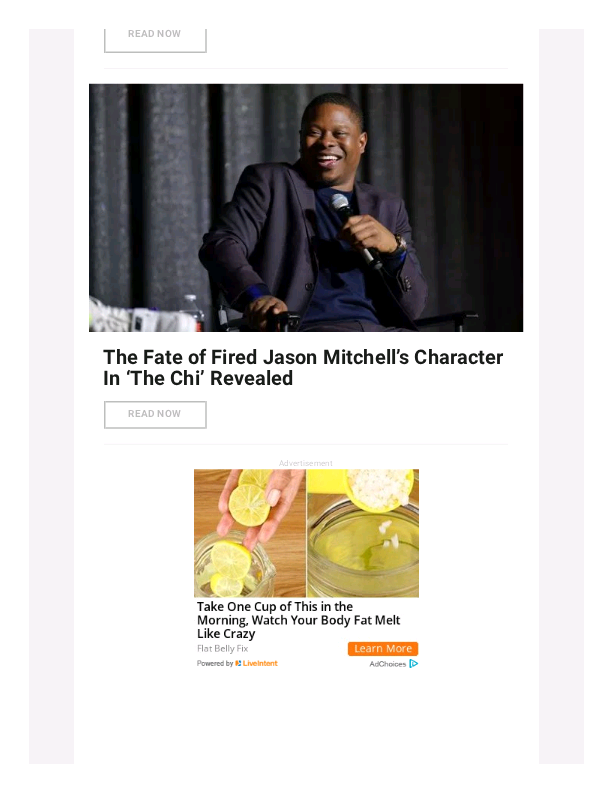 READ NOW
The Fate of Fired Jason Mitchell’s Character
In ‘The Chi’ Revealed
READ NOW
Advertisement
Take One Cup of This in the
Morning, Watch Your Body Fat Melt
Like Crazy
Flat Belly Fix
Learn More
Powered by LiveIntent
AdChoices